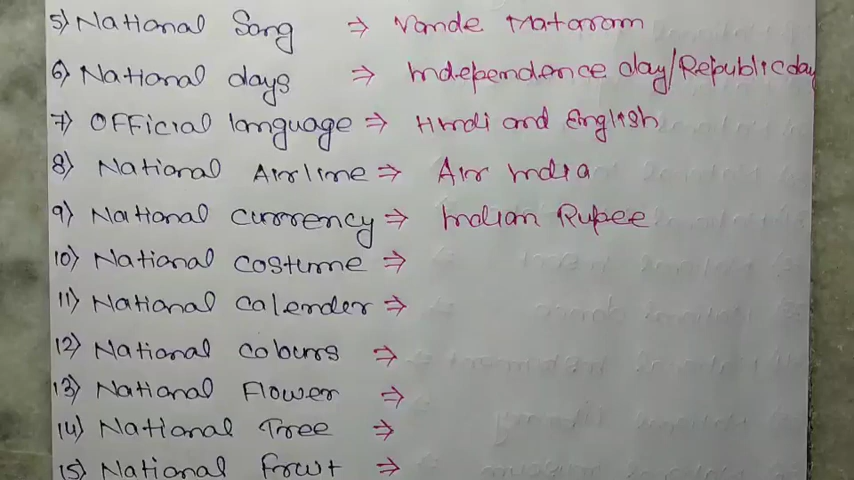 5) National Song ⇒ Vande Mataram
6) National days ⇒ Independence day/Republic day
7) Official language ⇒ Hindi and English
8) National Airline ⇒ Air India
9) National currency ⇒ Indian Rupee
10) National costume ⇒
11) National calender ⇒
12) National colours ⇒
13) National Flower ⇒
14) National Tree ⇒
15) National Fruit ⇒